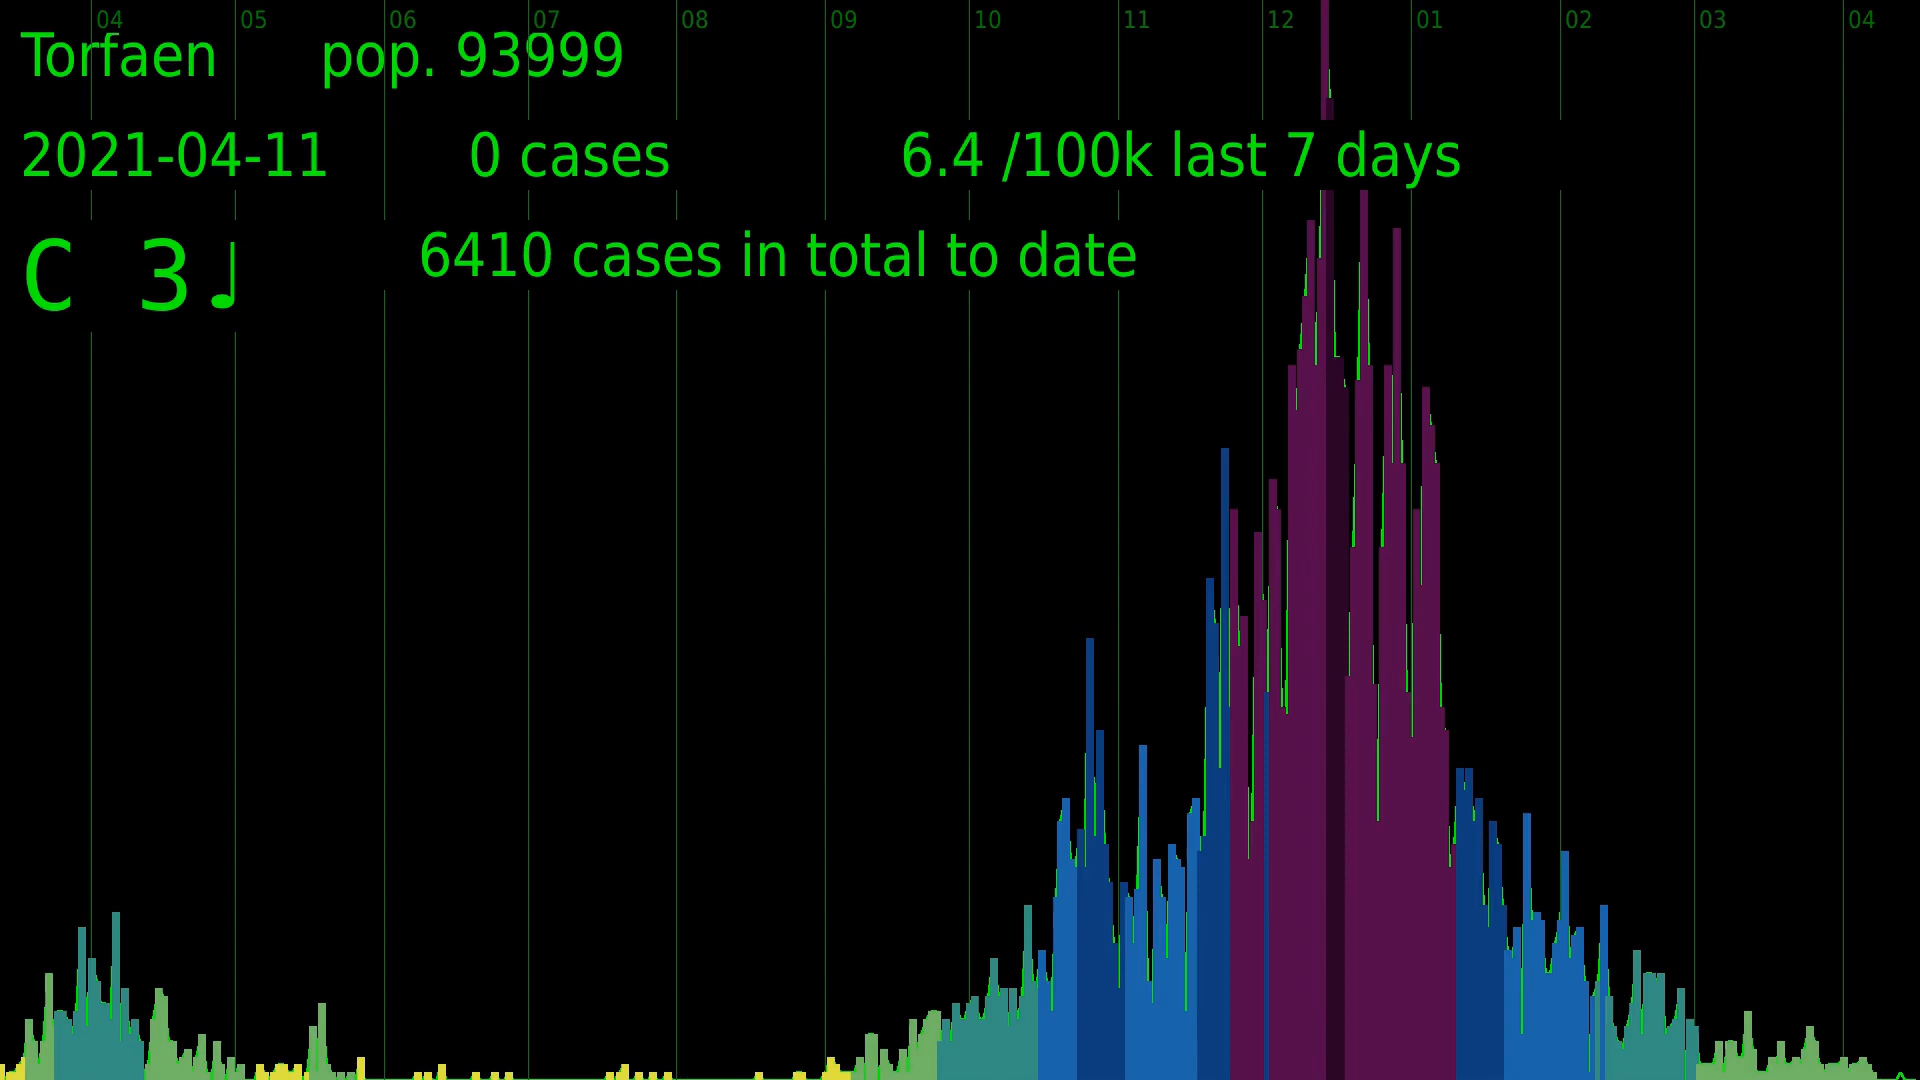 04 05 06 07 08 09 10 11 12 01 02 03 04
Torfaen pop. 93999
2021-04-11 0 cases 6.4 /100k last 7 days
C 3♩ 6410 cases in total to date